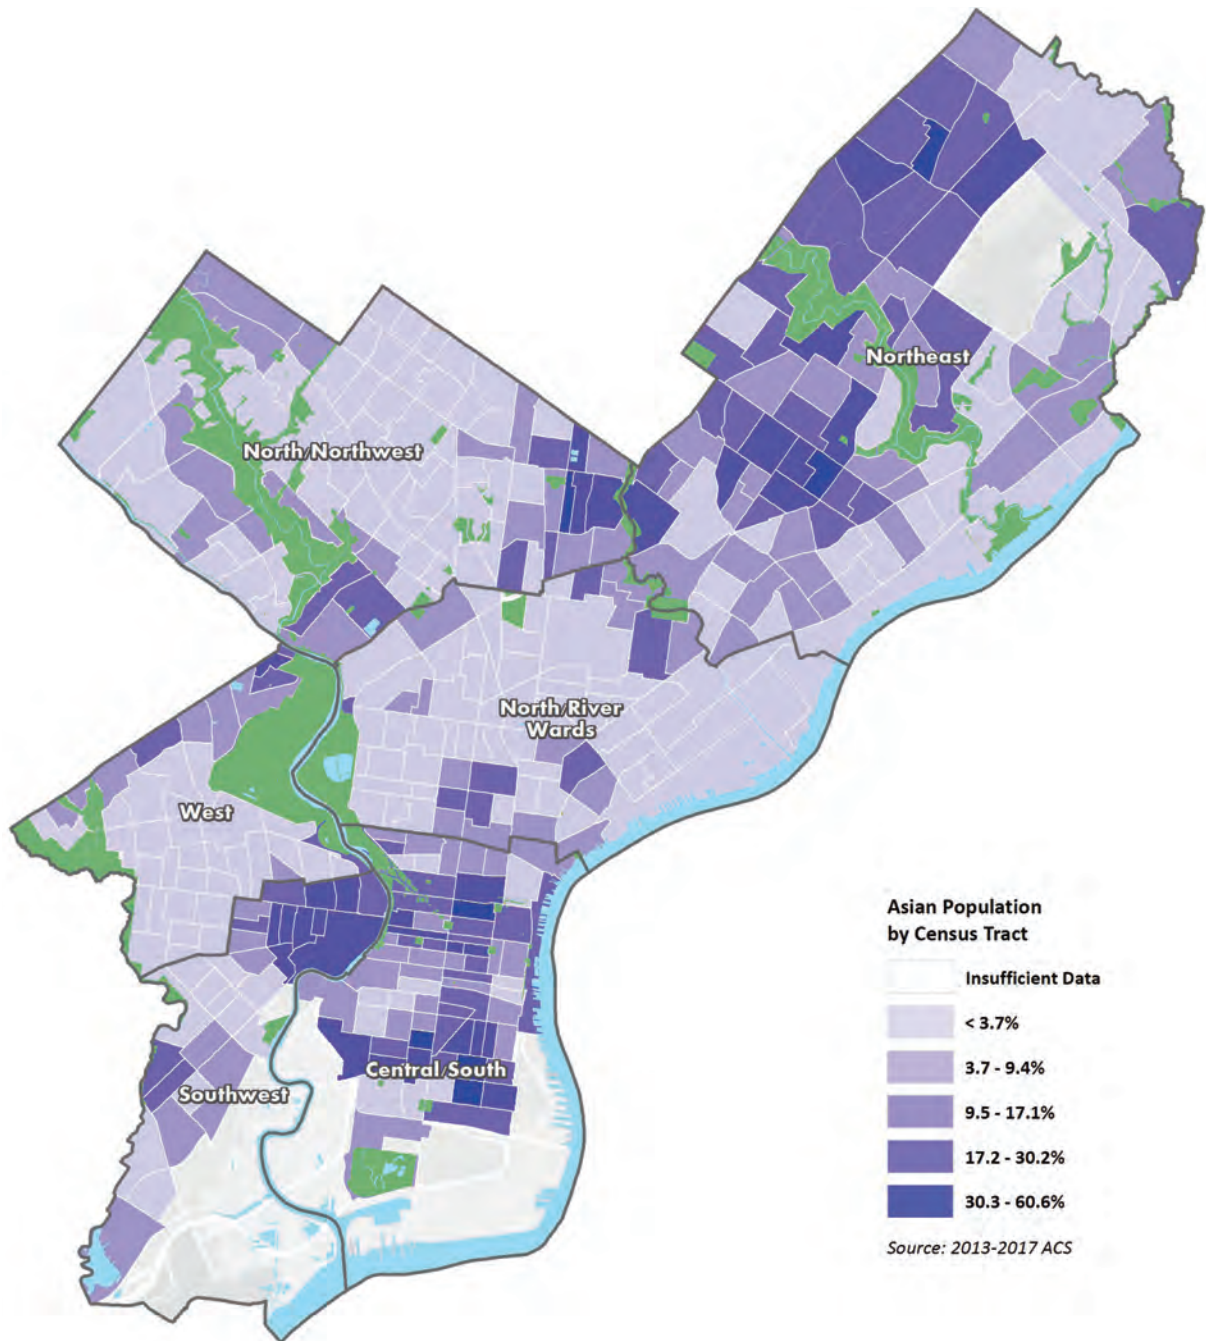 Northeast
North/Northwest
North/River
Wards
West
Central/South
Southwest
Asian Population
by Census Tract
Insufficient Data
< 3.7%
3.7 - 9.4%
9.5 - 17.1%
17.2 - 30.2%
30.3 - 60.6%
Source: 2013-2017 ACS